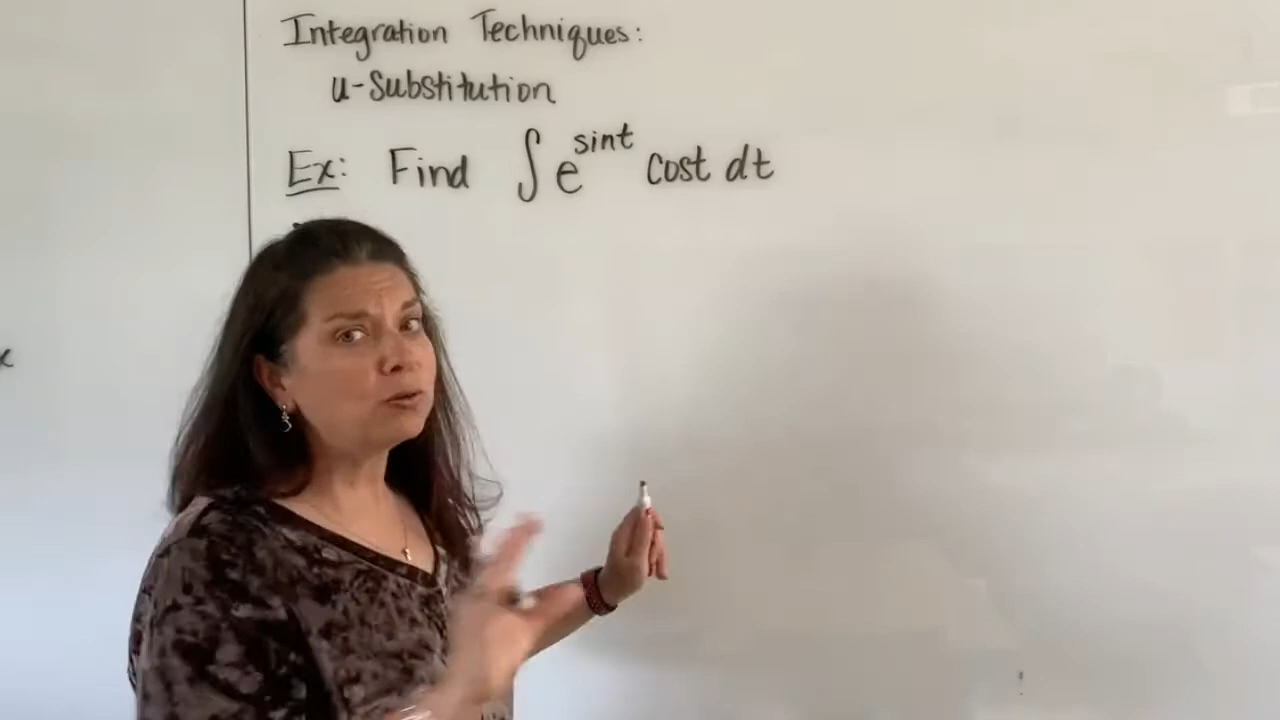 Integration Techniques:
u-Substitution
Ex: Find ∫ e^sint cost dt
x